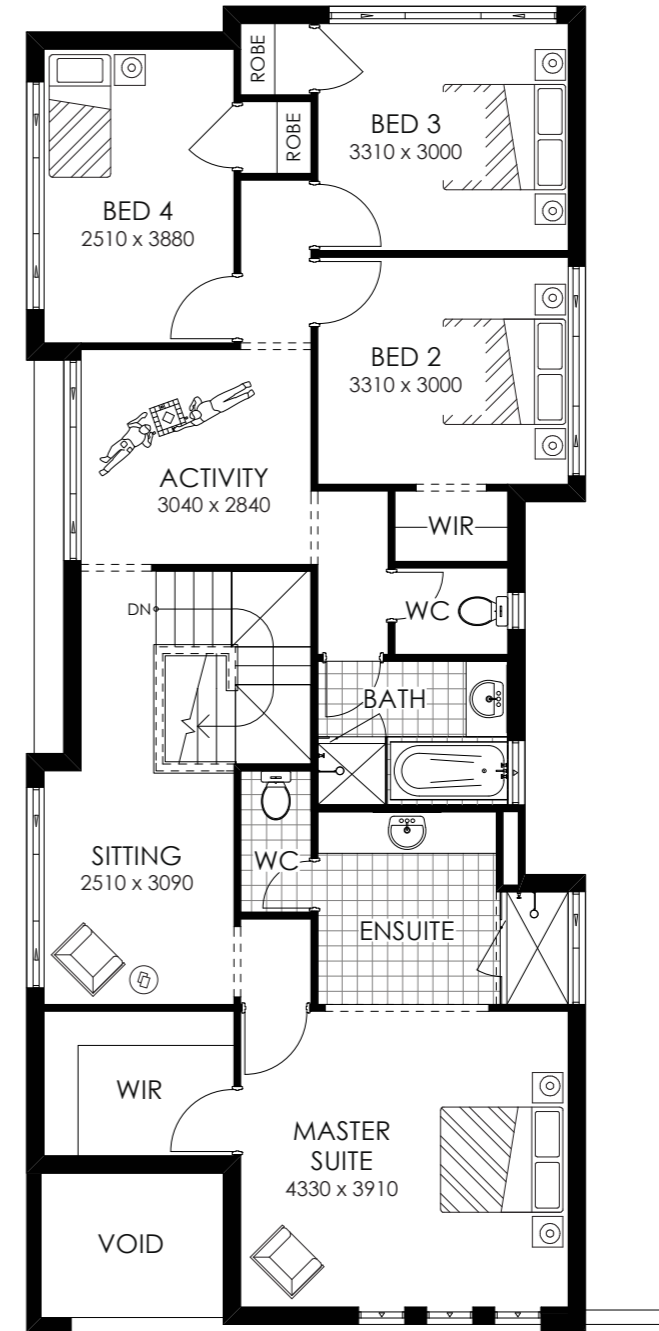 ROBE
BED 3
3310 x 3000
ROBE
BED 4
2510 x 3880
BED 2
3310 x 3000
ACTIVITY
3040 x 2840
WIR
WC
DN
BATH
SITTING
2510 x 3090
WC
ENSUITE
WIR
MASTER
SUITE
4330 x 3910
VOID